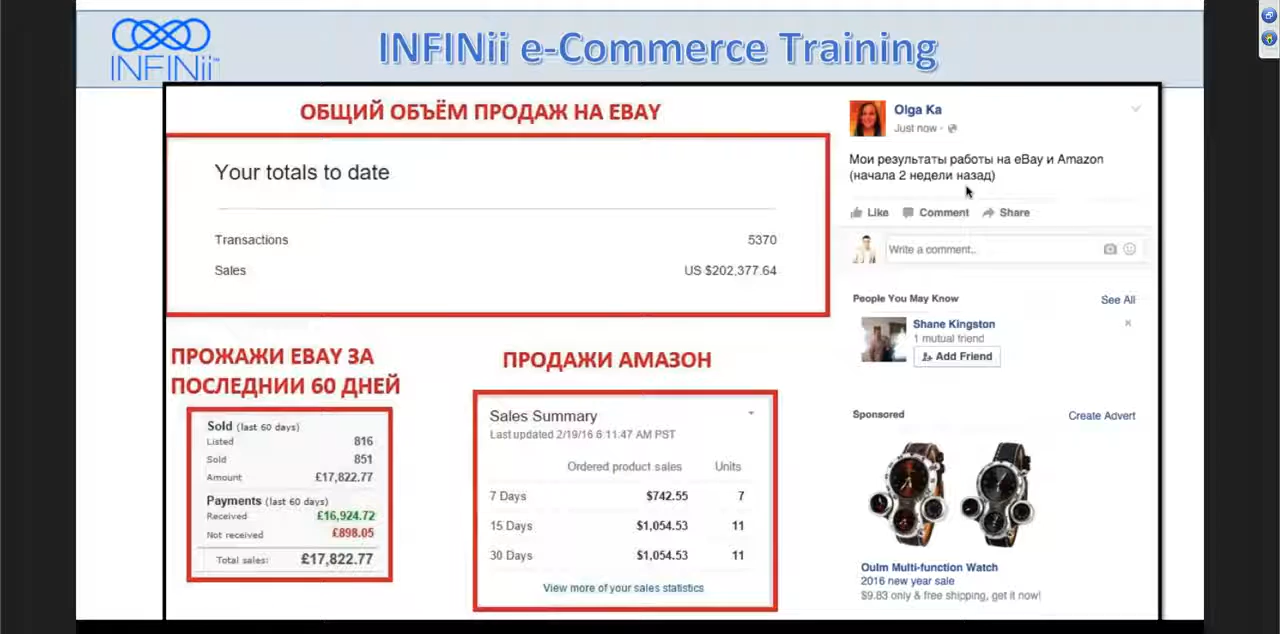 INFINii
INFINii e-Commerce Training
ОБЩИЙ ОБЪЁМ ПРОДАЖ НА EBAY
Your totals to date
Transactions 5370
Sales US $202,377.64
ПРОЖАЖИ EBAY ЗА
ПОСЛЕДНИИ 60 ДНЕЙ
Sold (last 60 days)
Listed 816
Sold 851
Amount £17,822.77
Payments (last 60 days)
Received £16,924.72
Not received £898.05
Total sales: £17,822.77
ПРОДАЖИ АМАЗОН
Sales Summary
Last updated 2/19/16 6:11:47 AM PST
Ordered product sales Units
7 Days $742.55 7
15 Days $1,054.53 11
30 Days $1,054.53 11
View more of your sales statistics
Olga Ka
Just now
Мои результаты работы на eBay и Amazon
(начала 2 недели назад)
Like Comment Share
Write a comment..
People You May Know See All
Shane Kingston
1 mutual friend
Add Friend
Sponsored Create Advert
Oulm Multi-function Watch
2016 new year sale
$9.83 only & free shipping, get it now!